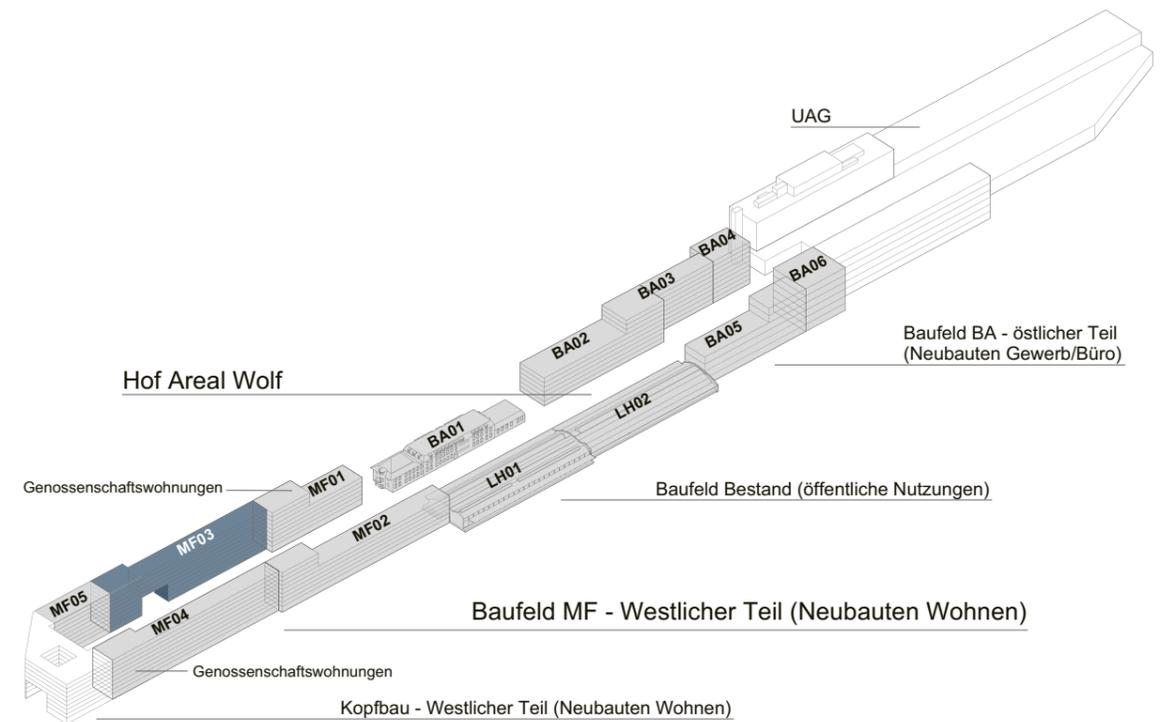 UAG
BA04
BA03
BA06
BA02
BA05
Baufeld BA - östlicher Teil
(Neubauten Gewerb/Büro)
Hof Areal Wolf
LH02
BA01
LH01
Genossenschaftswohnungen
MF01
Baufeld Bestand (öffentliche Nutzungen)
MF02
MF03
MF05
MF04
Baufeld MF - Westlicher Teil (Neubauten Wohnen)
Genossenschaftswohnungen
Kopfbau - Westlicher Teil (Neubauten Wohnen)